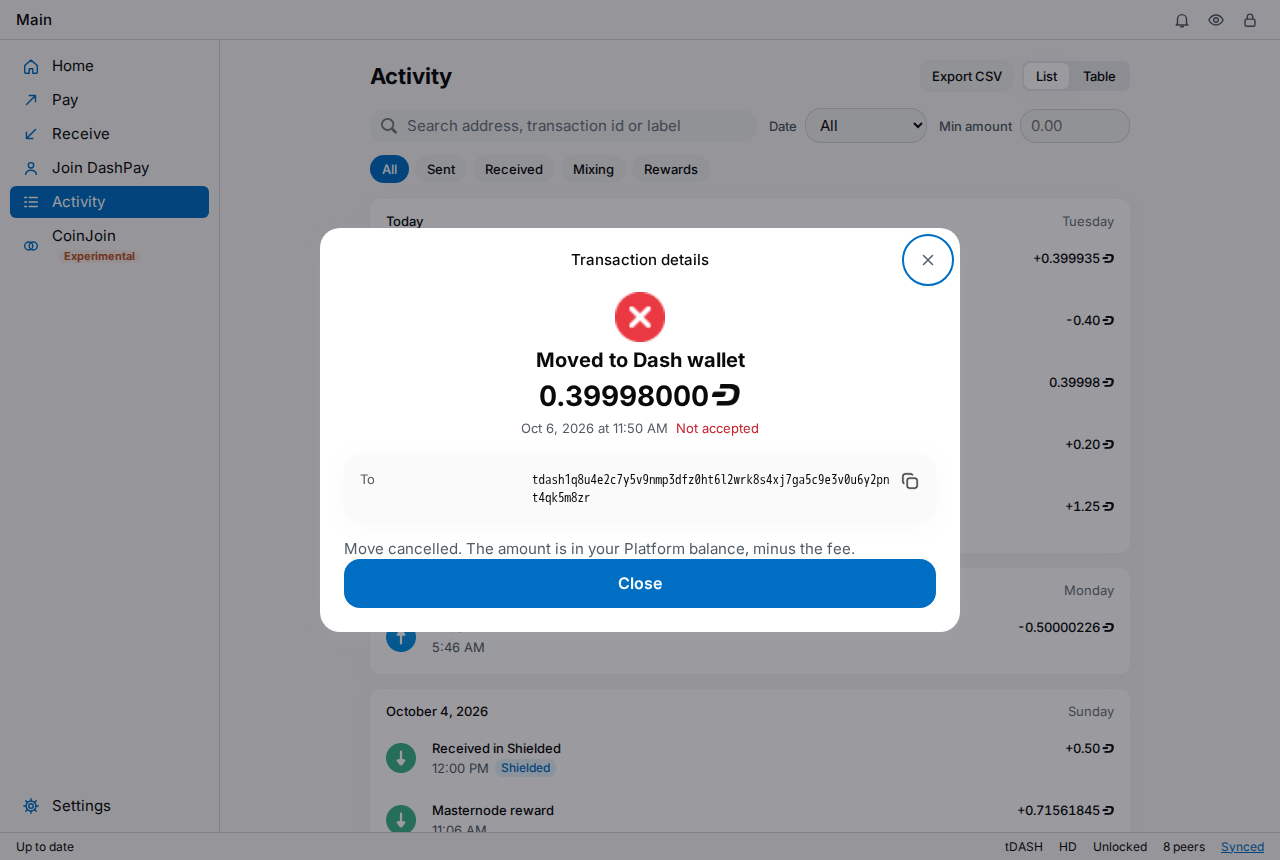 Main
Home
Pay
Receive
Join DashPay
Activity
CoinJoin
Experimental
Settings
Activity
Export CSV
List
Table
Search address, transaction id or label
Date
All
Min amount
0.00
All
Sent
Received
Mixing
Rewards
Today
Tuesday
+0.399935
-0.40
0.39998
+0.20
+1.25
Transaction details
Moved to Dash wallet
0.39998000
Oct 6, 2026 at 11:50 AM Not accepted
To
tdash1q8u4e2c7y5v9nmp3dfz0ht6l2wrk8s4xj7ga5c9e3v0u6y2pn
t4qk5m8zr
Move cancelled. The amount is in your Platform balance, minus the fee.
Close
Monday
-0.50000226
5:46 AM
October 4, 2026
Sunday
Received in Shielded
+0.50
12:00 PM Shielded
Masternode reward
+0.71561845
11:06 AM
Up to date
tDASH
HD
Unlocked
8 peers
Synced